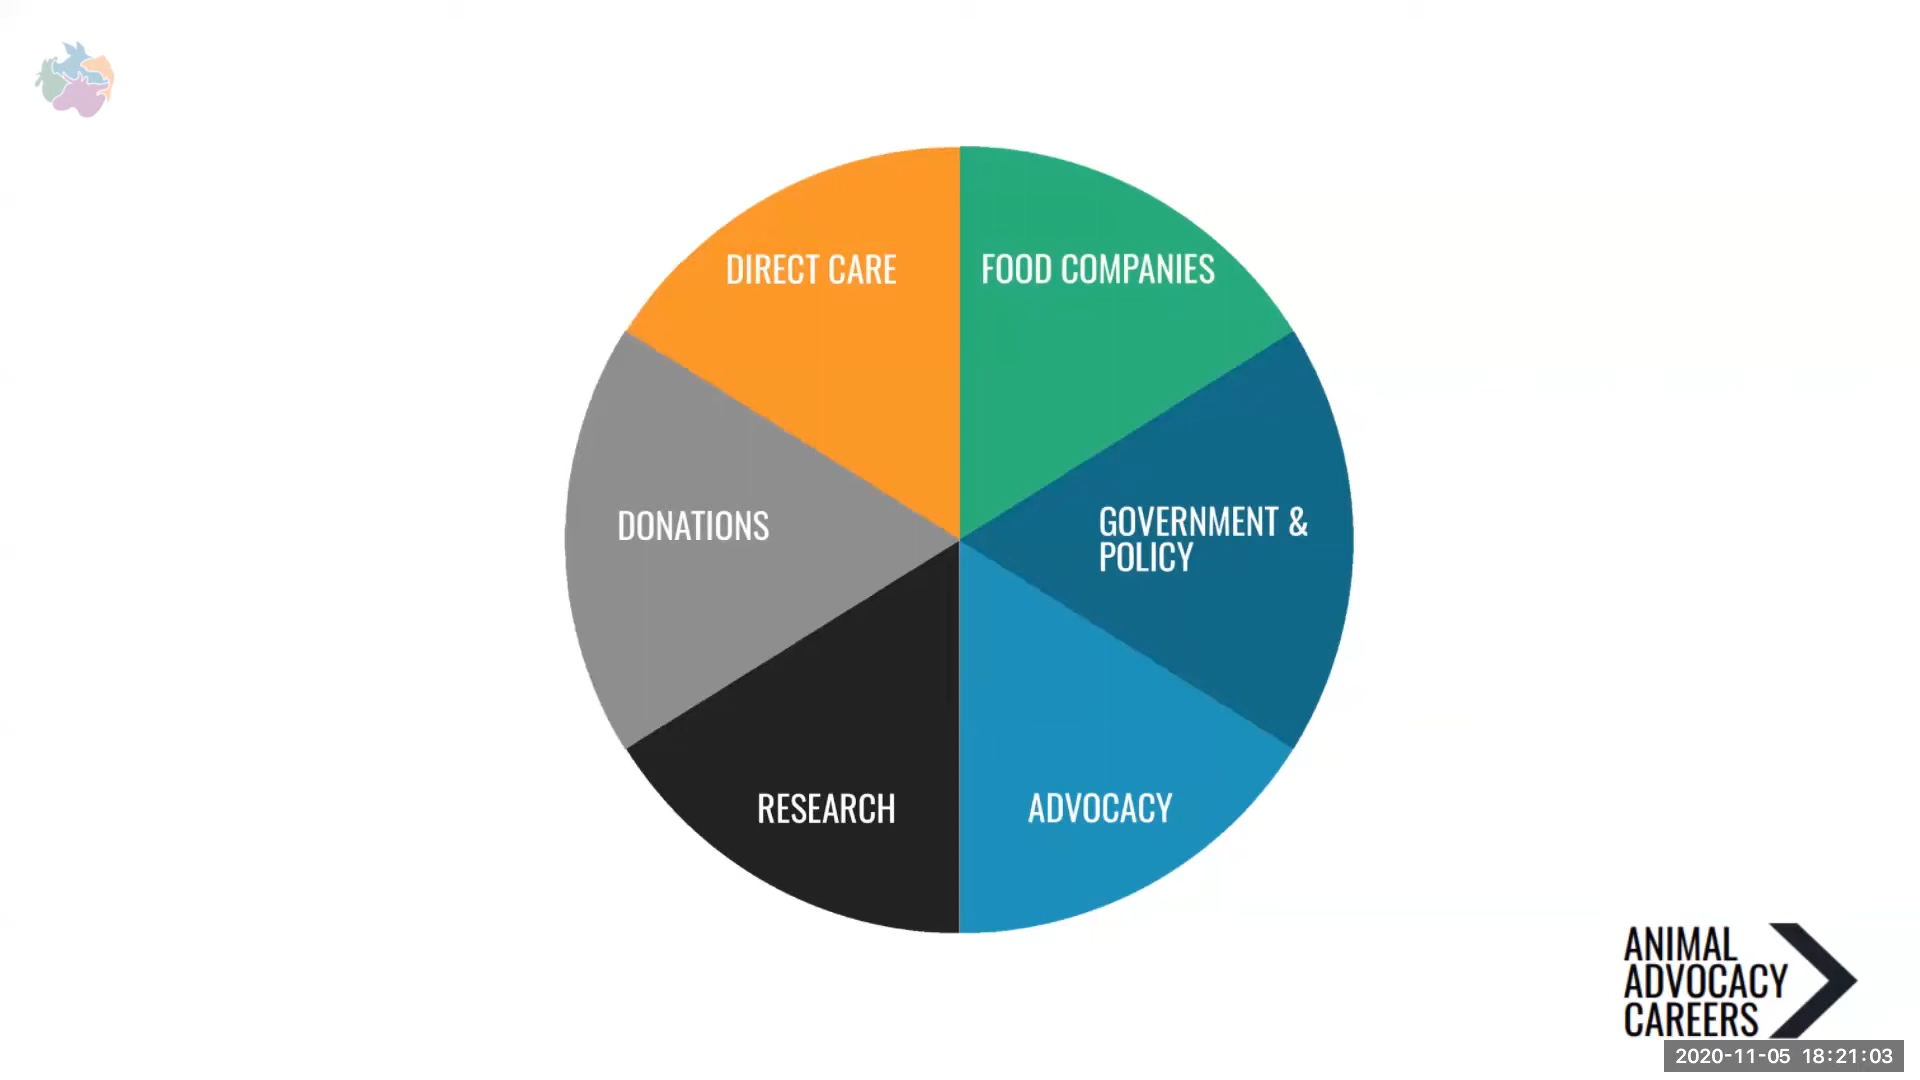 DIRECT CARE
FOOD COMPANIES
DONATIONS
GOVERNMENT &
POLICY
RESEARCH
ADVOCACY
ANIMAL
ADVOCACY
CAREERS
2020-11-05 18:21:03